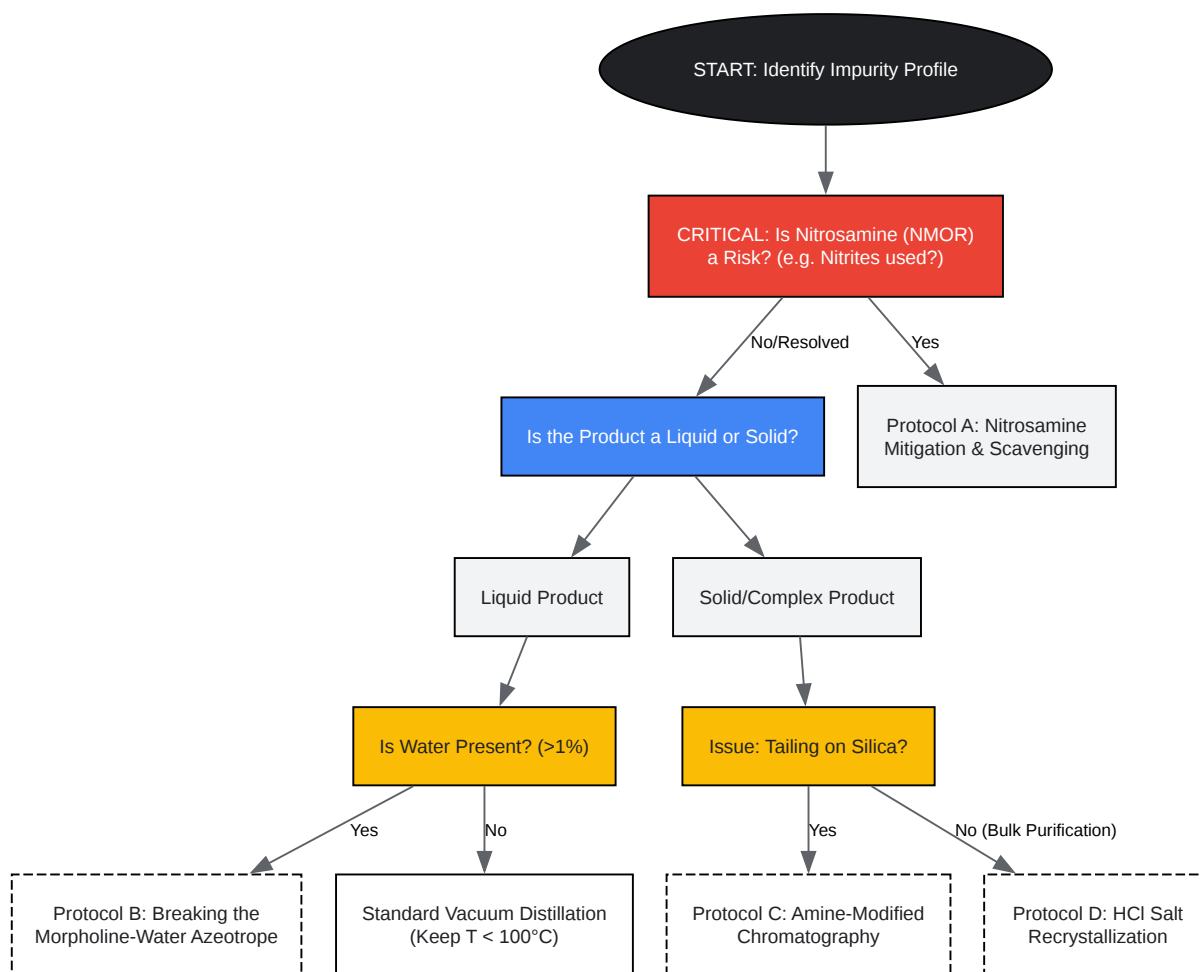 START: Identify Impurity Profile
CRITICAL: Is Nitrosamine (NMOR)
a Risk? (e.g. Nitrites used?)
No/Resolved
Yes
Is the Product a Liquid or Solid?
Protocol A: Nitrosamine
Mitigation & Scavenging
Liquid Product
Solid/Complex Product
Is Water Present? (>1%)
Issue: Tailing on Silica?
Yes
No
Yes
No (Bulk Purification)
Protocol B: Breaking the
Morpholine-Water Azeotrope
Standard Vacuum Distillation
(Keep T < 100°C)
Protocol C: Amine-Modified
Chromatography
Protocol D: HCl Salt
Recrystallization